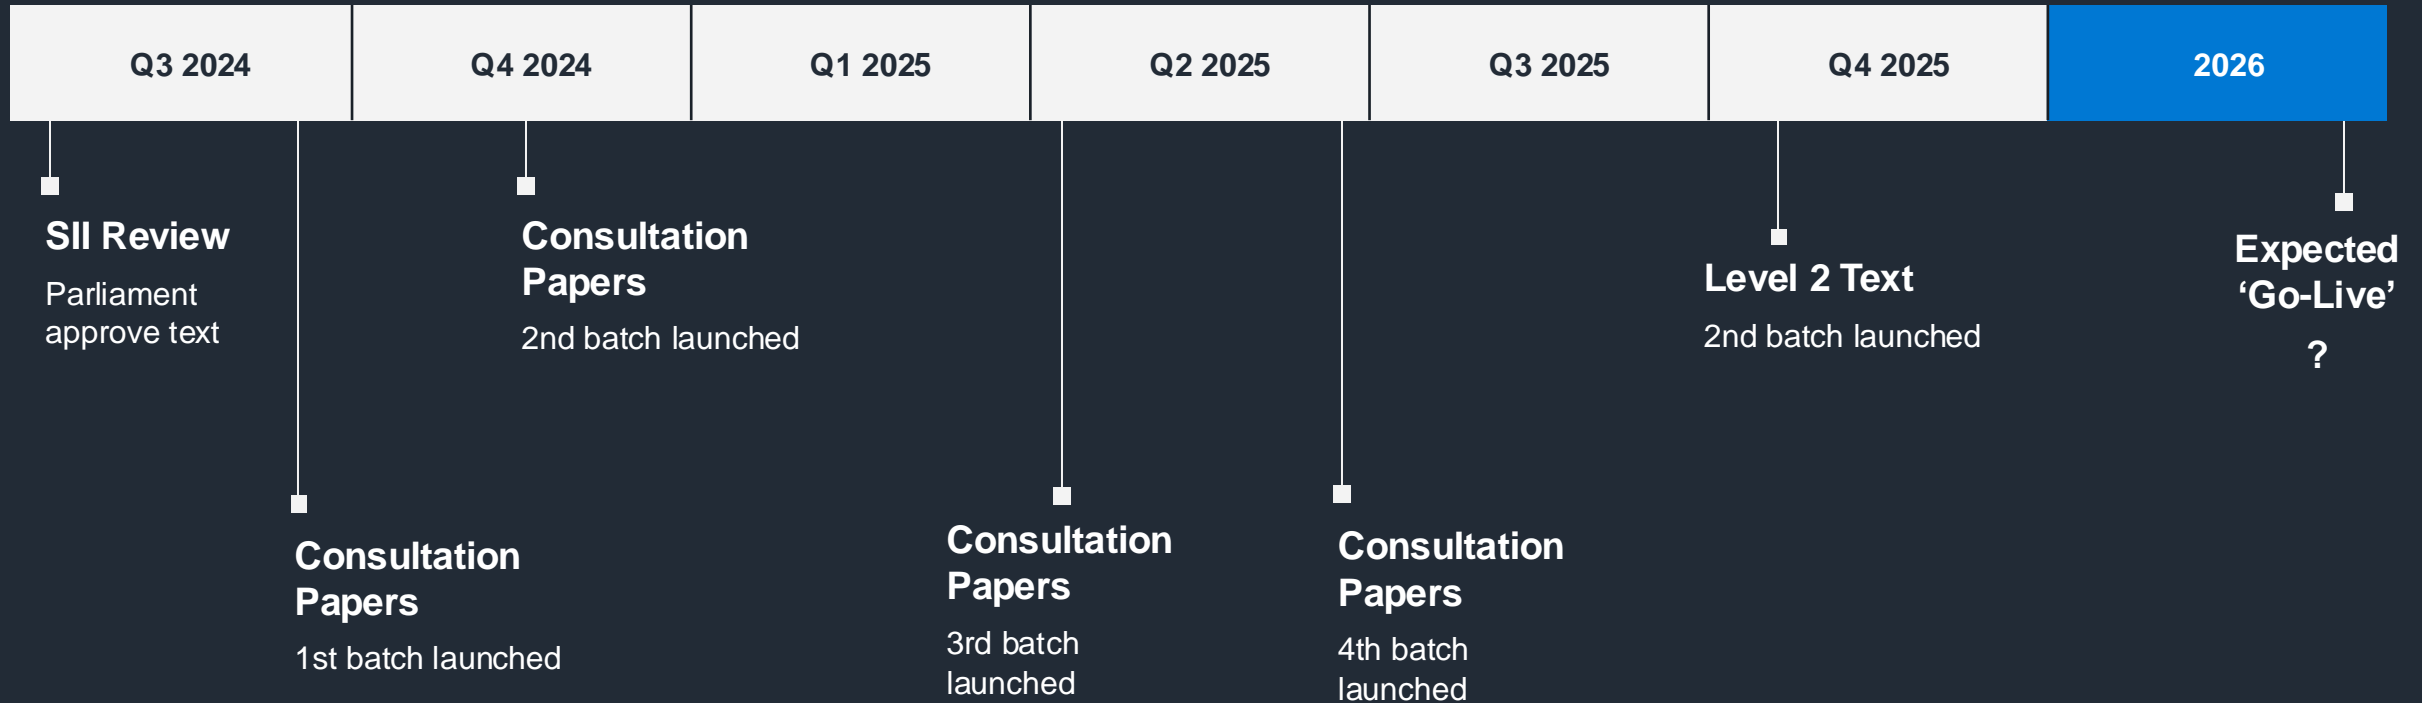 Q3 2024
Q4 2024
Q1 2025
Q2 2025
Q3 2025
Q4 2025
2026
SII Review
Parliament
approve text
Consultation
Papers
1st batch launched
Consultation
Papers
2nd batch launched
Consultation
Papers
3rd batch
launched
Consultation
Papers
4th batch
launched
Level 2 Text
2nd batch launched
Expected
‘Go-Live’
?